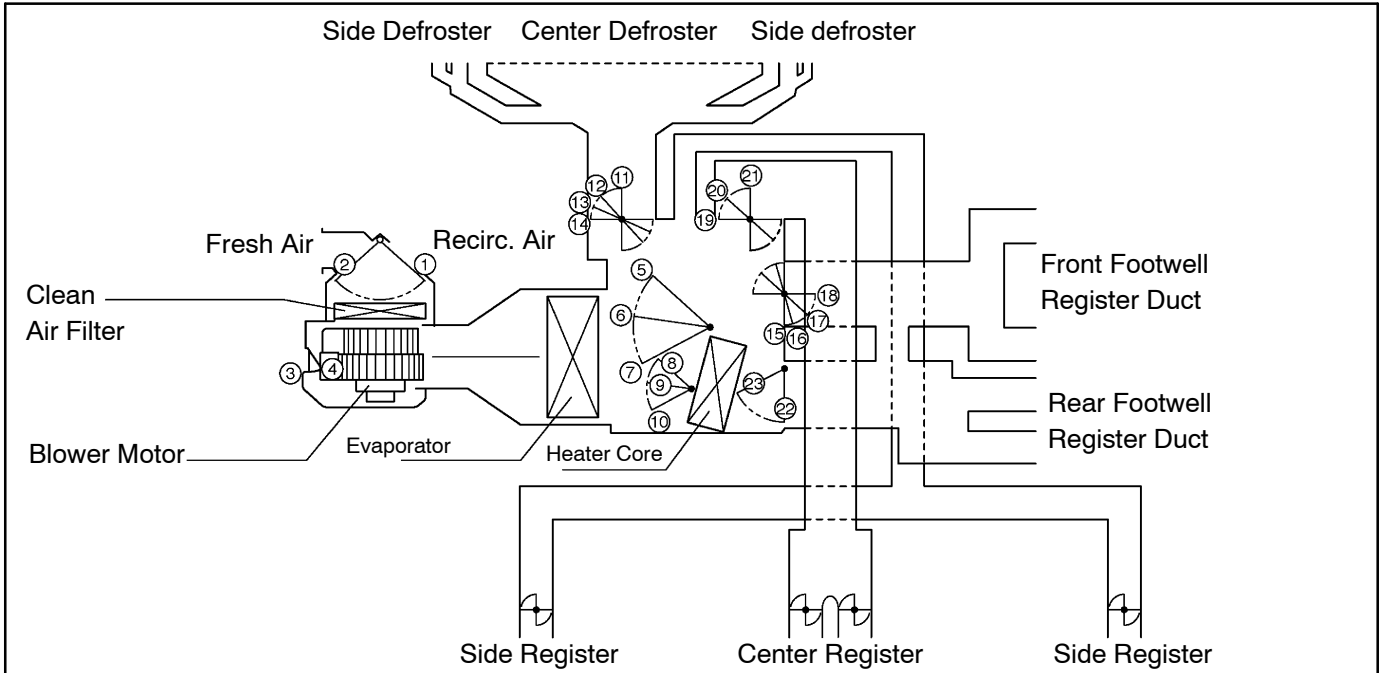 Side Defroster Center Defroster Side defroster
11
12
13
14
21
20
19
Fresh Air
Recirc. Air
2
1
5
6
7
8
9
10
18
17
16
15
23
22
Front Footwell
Register Duct
Clean
Air Filter
3
4
Rear Footwell
Register Duct
Blower Motor
Evaporator
Heater Core
Side Register
Center Register
Side Register